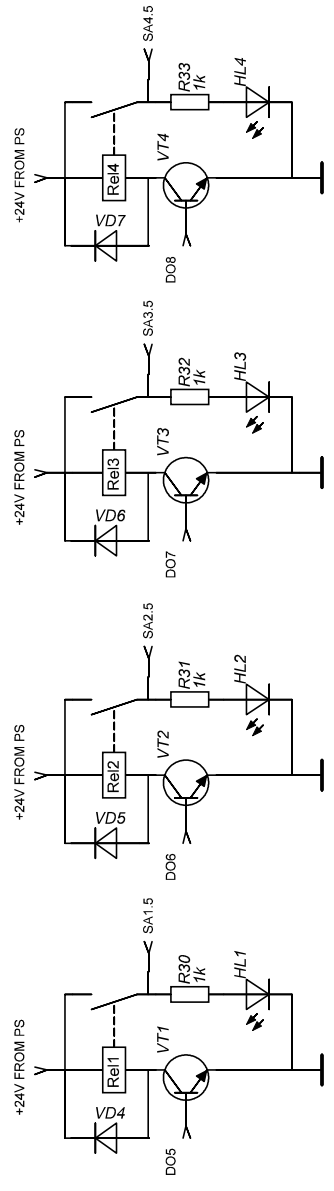 +24V FROM PS
VD4
Rel1
SA1.5
VT1
R30
1k
DO5
HL1
+24V FROM PS
VD5
Rel2
SA2.5
VT2
R31
1k
DO6
HL2
+24V FROM PS
VD6
Rel3
SA3.5
VT3
R32
1k
DO7
HL3
+24V FROM PS
VD7
Rel4
SA4.5
VT4
R33
1k
DO8
HL4